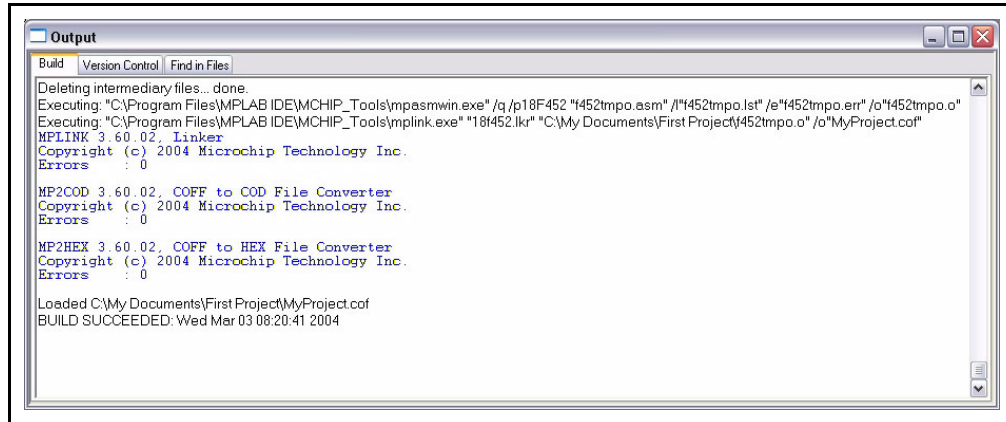 Output
Build Version Control Find in Files
Deleting intermediary files... done.
Executing: "C:\Program Files\MPLAB IDE\MCHIP_Tools\mpasmwin.exe" /q /p18F452 "f452tmpo.asm" /l"f452tmpo.lst" /e"f452tmpo.err" /o"f452tmpo.o"
Executing: "C:\Program Files\MPLAB IDE\MCHIP_Tools\mplink.exe" "18f452.lkr" "C:\My Documents\First Project\f452tmpo.o" /o"MyProject.cof"
MPLINK 3.60.02, Linker
Copyright (c) 2004 Microchip Technology Inc.
Errors    : 0
MP2COD 3.60.02, COFF to COD File Converter
Copyright (c) 2004 Microchip Technology Inc.
Errors    : 0
MP2HEX 3.60.02, COFF to HEX File Converter
Copyright (c) 2004 Microchip Technology Inc.
Errors    : 0
Loaded C:\My Documents\First Project\MyProject.cof
BUILD SUCCEEDED: Wed Mar 03 08:20:41 2004